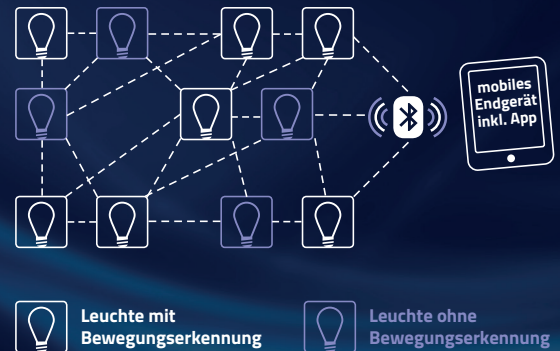 mobiles
Endgerät
inkl. App
Leuchte mit
Bewegungserkennung
Leuchte ohne
Bewegungserkennung